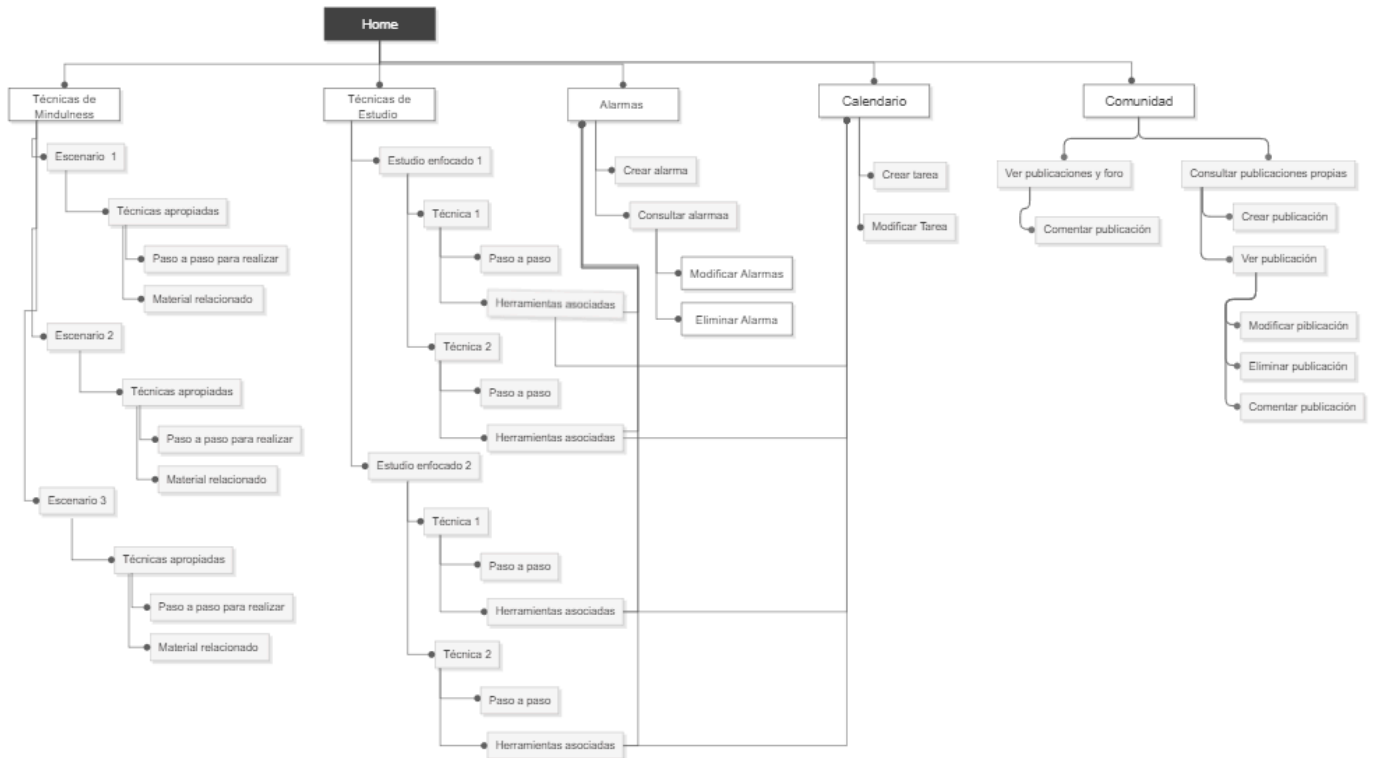 Home
Técnicas de
Mindulness
Escenario 1
Técnicas apropiadas
Paso a paso para realizar
Material relacionado
Escenario 2
Técnicas apropiadas
Paso a paso para realizar
Material relacionado
Escenario 3
Técnicas apropiadas
Paso a paso para realizar
Material relacionado
Técnicas de
Estudio
Estudio enfocado 1
Técnica 1
Paso a paso
Herramientas asociadas
Técnica 2
Paso a paso
Herramientas asociadas
Estudio enfocado 2
Técnica 1
Paso a paso
Herramientas asociadas
Técnica 2
Paso a paso
Herramientas asociadas
Alarmas
Crear alarma
Consultar alarmaa
Modificar Alarmas
Eliminar Alarma
Calendario
Crear tarea
Modificar Tarea
Comunidad
Ver publicaciones y foro
Comentar publicación
Consultar publicaciones propias
Crear publicación
Ver publicación
Modificar piblicación
Eliminar publicación
Comentar publicación